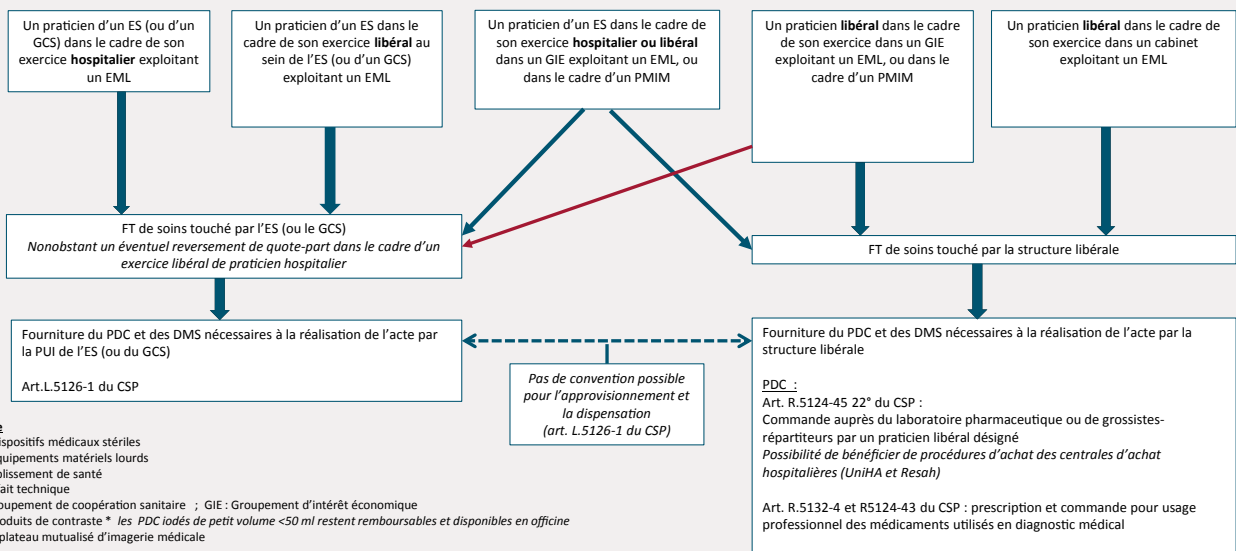 Un praticien d'un ES (ou d'un
GCS) dans le cadre de son
exercice hospitalier exploitant
un EML
Un praticien d'un ES dans le
cadre de son exercice libéral au
sein de l'ES (ou d'un GCS)
exploitant un EML
Un praticien d'un ES dans le cadre de
son exercice hospitalier ou libéral
dans un GIE exploitant un EML, ou
dans le cadre d'un PMIM
Un praticien libéral dans le cadre
de son exercice dans un GIE
exploitant un EML, ou dans le
cadre d'un PMIM
Un praticien libéral dans le cadre de
son exercice dans un cabinet
exploitant un EML
FT de soins touché par l'ES (ou le GCS)
Nonobstant un éventuel reversement de quote-part dans le cadre d'un
exercice libéral de praticien hospitalier
FT de soins touché par la structure libérale
Fourniture du PDC et des DMS nécessaires à la réalisation de l'acte par
la PUI de l'ES (ou du GCS)
Art.L.5126-1 du CSP
Pas de convention possible
pour l'approvisionnement et
la dispensation
(art. L.5126-1 du CSP)
Fourniture du PDC et des DMS nécessaires à la réalisation de l'acte par la
structure libérale
PDC :
Art. R.5124-45 22° du CSP :
Commande auprès du laboratoire pharmaceutique ou de grossistes-
répartiteurs par un praticien libéral désigné
Possibilité de bénéficier de procédures d'achat des centrales d'achat
hospitalières (UniHA et Resah)
Art. R.5132-4 et R5124-43 du CSP : prescription et commande pour usage
professionnel des médicaments utilisés en diagnostic médical
e
ispositifs médicaux stériles
quipements matériels lourds
blissement de santé
fait technique
oupement de coopération sanitaire ; GIE : Groupement d'intérêt économique
oduits de contraste * les PDC iodés de petit volume <50 ml restent remboursables et disponibles en officine
plateau mutualisé d'imagerie médicale